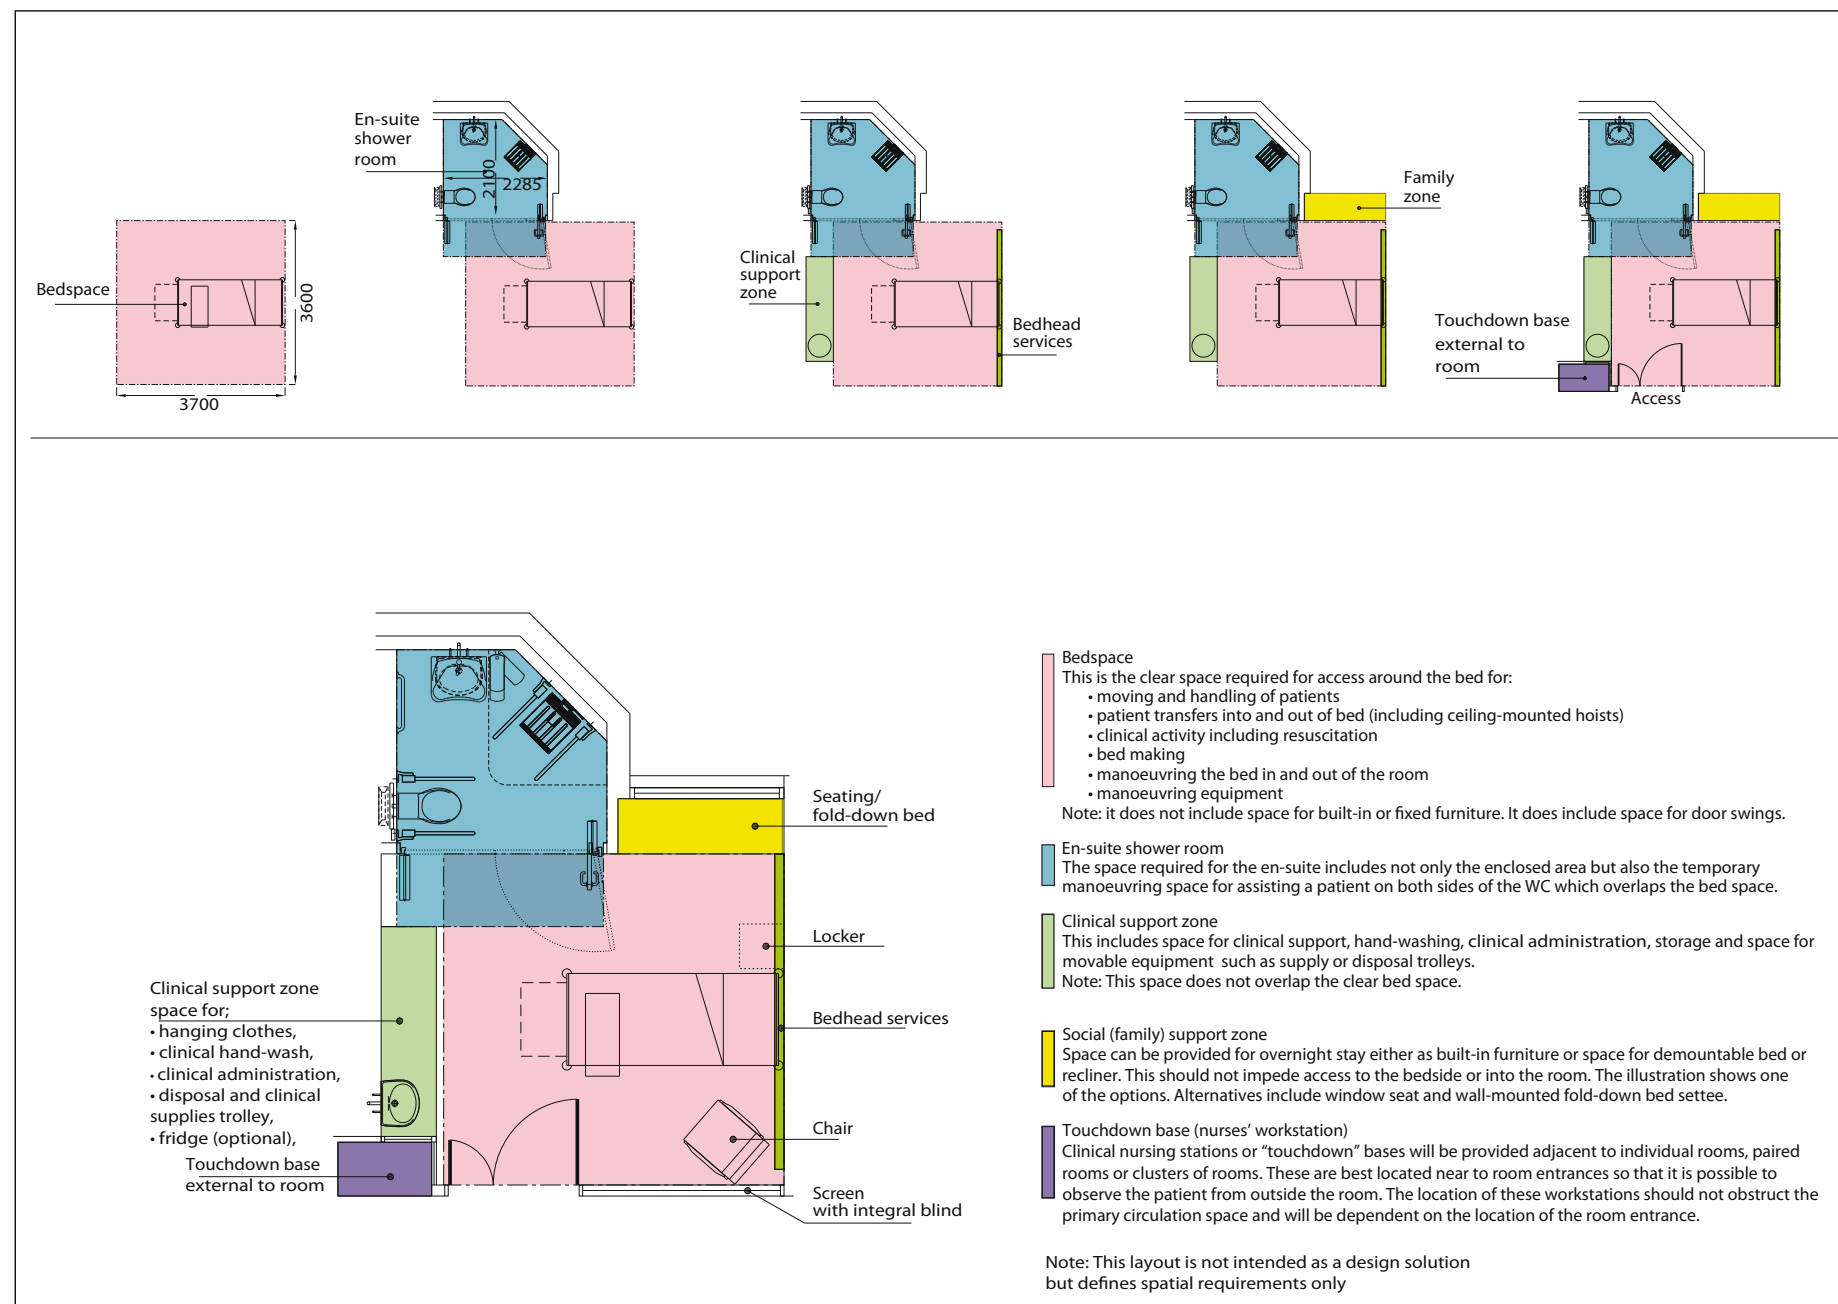 En-suite
shower
room
2100
2285
Bedspace
3600
3700
Clinical
support
zone
Bedhead
services
Family
zone
Touchdown base
external to
room
Access
Seating/
fold-down bed
Locker
Bedhead services
Chair
Screen
with integral blind
Clinical support zone
space for;
• hanging clothes,
• clinical hand-wash,
• clinical administration,
• disposal and clinical
supplies trolley,
• fridge (optional),
Touchdown base
external to room
Bedspace
This is the clear space required for access around the bed for:
• moving and handling of patients
• patient transfers into and out of bed (including ceiling-mounted hoists)
• clinical activity including resuscitation
• bed making
• manoeuvring the bed in and out of the room
• manoeuvring equipment
Note: it does not include space for built-in or fixed furniture. It does include space for door swings.
En-suite shower room
The space required for the en-suite includes not only the enclosed area but also the temporary
manoeuvring space for assisting a patient on both sides of the WC which overlaps the bed space.
Clinical support zone
This includes space for clinical support, hand-washing, clinical administration, storage and space for
movable equipment such as supply or disposal trolleys.
Note: This space does not overlap the clear bed space.
Social (family) support zone
Space can be provided for overnight stay either as built-in furniture or space for demountable bed or
recliner. This should not impede access to the bedside or into the room. The illustration shows one
of the options. Alternatives include window seat and wall-mounted fold-down bed settee.
Touchdown base (nurses’ workstation)
Clinical nursing stations or “touchdown” bases will be provided adjacent to individual rooms, paired
rooms or clusters of rooms. These are best located near to room entrances so that it is possible to
observe the patient from outside the room. The location of these workstations should not obstruct the
primary circulation space and will be dependent on the location of the room entrance.
Note: This layout is not intended as a design solution
but defines spatial requirements only